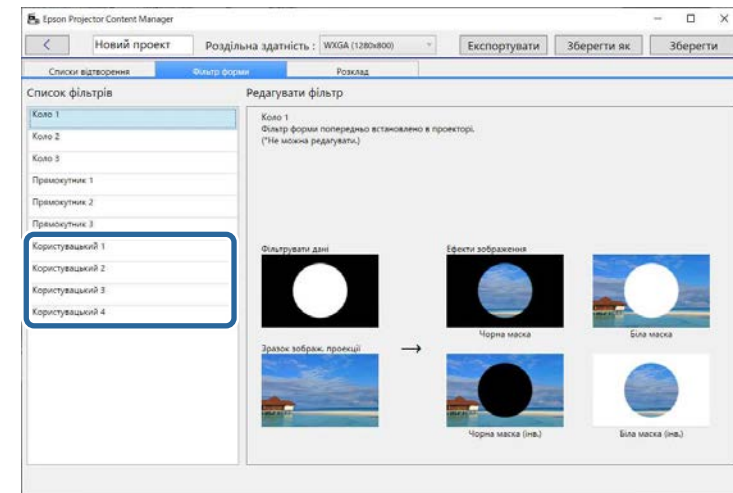 Epson Projector Content Manager
Новий проект Роздільна здатність : WXGA (1280x800) Експортувати Зберегти як Зберегти
Списки відтворення Фільтр форми Розклад
Список фільтрів Редагувати фільтр
Коло 1
Коло 2
Коло 3
Прямокутник 1
Прямокутник 2
Прямокутник 3
Користувацький 1
Користувацький 2
Користувацький 3
Користувацький 4
Коло 1
Фільтр форми попередньо встановлено в проекторі.
(*Не можна редагувати.)
Фільтрувати дані Ефекти зображення
Чорна маска Біла маска
Зразок зображ. проекції
Чорна маска (інв.) Біла маска (інв.)